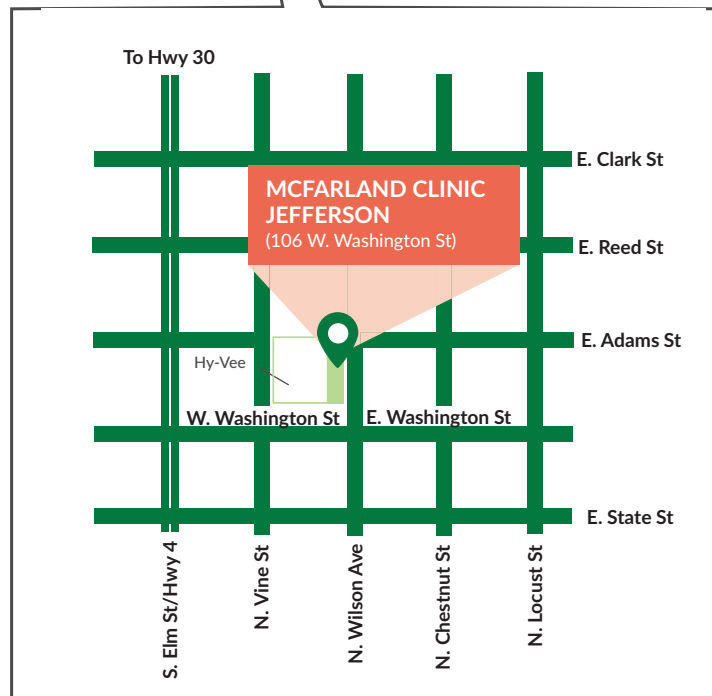 To Hwy 30
E. Clark St
MCFARLAND CLINIC
JEFFERSON
(106 W. Washington St)
E. Reed St
E. Adams St
Hy-Vee
W. Washington St
E. Washington St
E. State St
S. Elm St/Hwy 4
N. Vine St
N. Wilson Ave
N. Chestnut St
N. Locust St